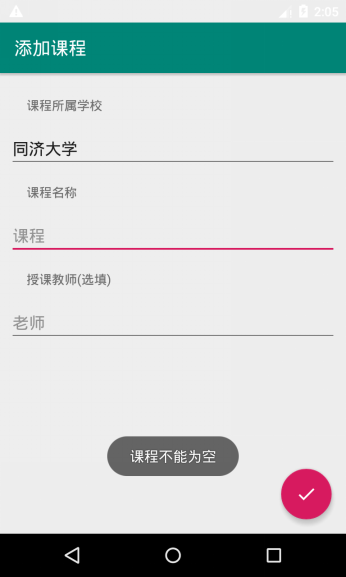 2:05
添加课程
课程所属学校
同济大学
课程名称
课程
授课教师(选填)
老师
课程不能为空